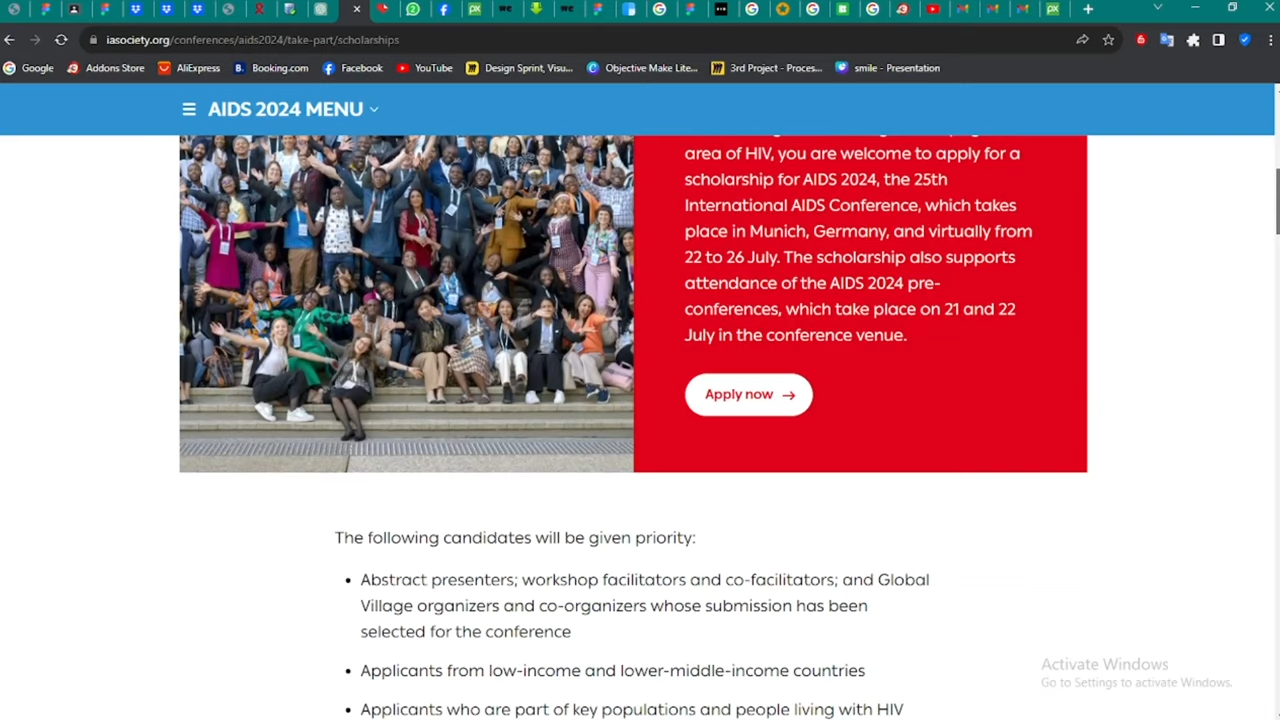 iasociety.org/conferences/aids2024/take-part/scholarships
Google Addons Store AliExpress Booking.com Facebook YouTube Design Sprint, Visu... Objective Make Lite... 3rd Project - Proces... smile - Presentation
AIDS 2024 MENU
area of HIV, you are welcome to apply for a
scholarship for AIDS 2024, the 25th
International AIDS Conference, which takes
place in Munich, Germany, and virtually from
22 to 26 July. The scholarship also supports
attendance of the AIDS 2024 pre-
conferences, which take place on 21 and 22
July in the conference venue.
Apply now →
The following candidates will be given priority:
• Abstract presenters; workshop facilitators and co-facilitators; and Global
Village organizers and co-organizers whose submission has been
selected for the conference
• Applicants from low-income and lower-middle-income countries
• Applicants who are part of key populations and people living with HIV
Activate Windows
Go to Settings to activate Windows.